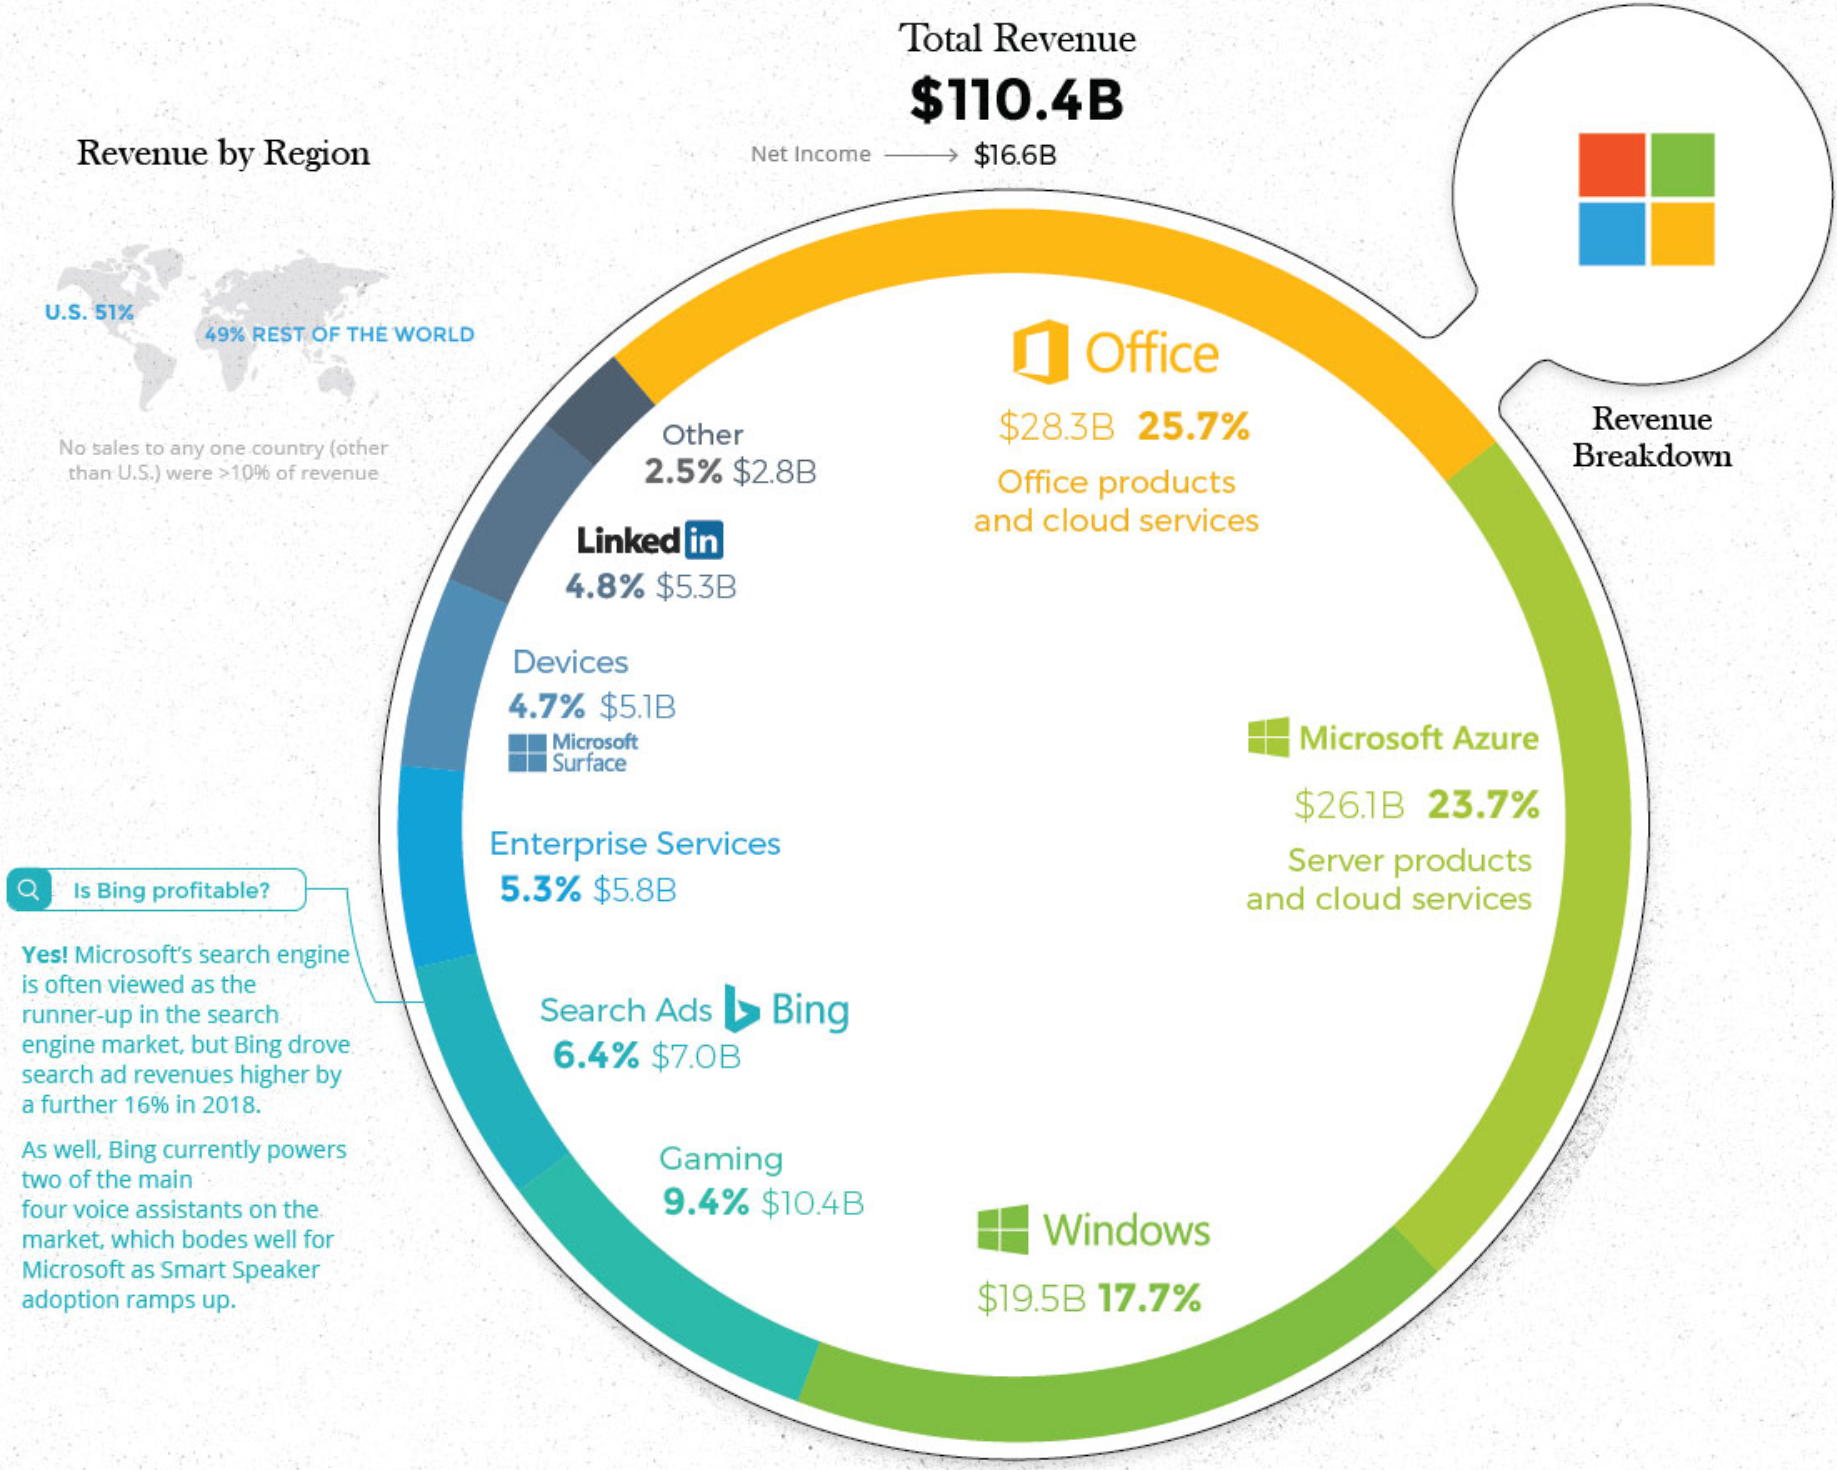 Total Revenue
$110.4B
Net Income $16.6B
Revenue by Region
U.S. 51%
49% REST OF THE WORLD
No sales to any one country (other
than U.S.) were >10% of revenue
Revenue
Breakdown
Office
$28.3B 25.7%
Office products
and cloud services
Microsoft Azure
$26.1B 23.7%
Server products
and cloud services
Windows
$19.5B 17.7%
Gaming
9.4% $10.4B
Search Ads Bing
6.4% $7.0B
Enterprise Services
5.3% $5.8B
Devices
4.7% $5.1B
Microsoft
Surface
Linked in
4.8% $5.3B
Other
2.5% $2.8B
Is Bing profitable?
Yes! Microsoft's search engine
is often viewed as the
runner-up in the search
engine market, but Bing drove
search ad revenues higher by
a further 16% in 2018.
As well, Bing currently powers
two of the main
four voice assistants on the
market, which bodes well for
Microsoft as Smart Speaker
adoption ramps up.